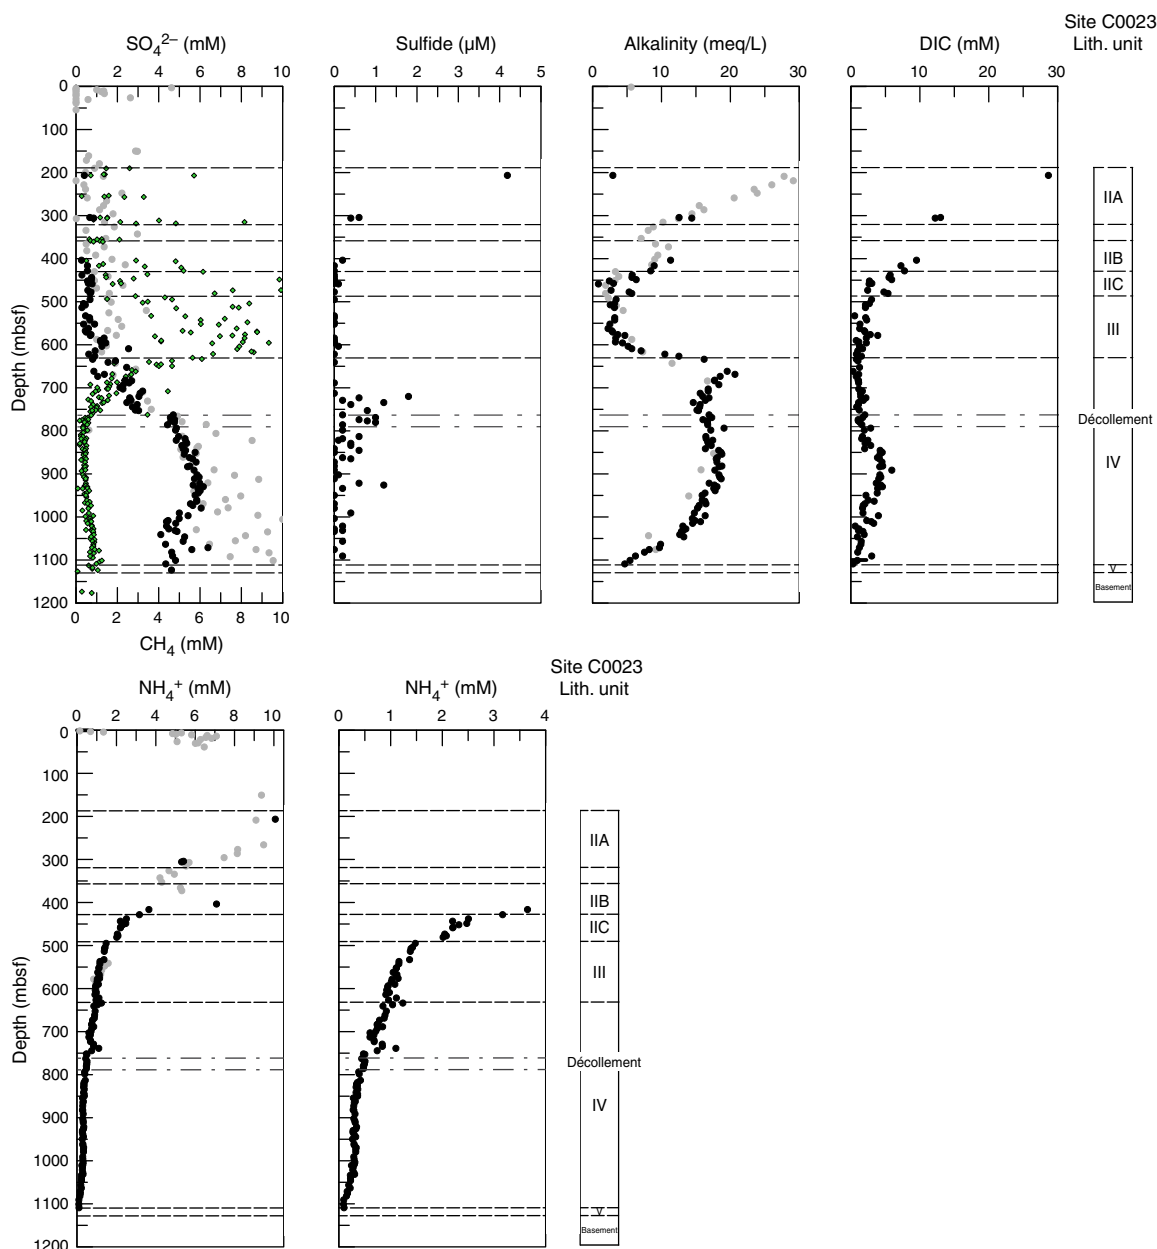 Site C0023
SO₄²⁻ (mM) Sulfide (µM) Alkalinity (meq/L) DIC (mM) Lith. unit
0 2 4 6 8 10 0 1 2 3 4 5 0 10 20 30 0 10 20 30
0
100
200
IIA
300
400 IIB
IIC
500
III
600
Depth (mbsf)
700
Décollement
800
IV
900
1000
1100
V
Basement
1200
0 2 4 6 8 10
CH₄ (mM)
Site C0023
NH₄⁺ (mM) NH₄⁺ (mM) Lith. unit
0 2 4 6 8 10 0 1 2 3 4
0
100
200
IIA
300
400 IIB
IIC
500
III
600
Depth (mbsf)
700
Décollement
800
IV
900
1000
1100
V
Basement
1200